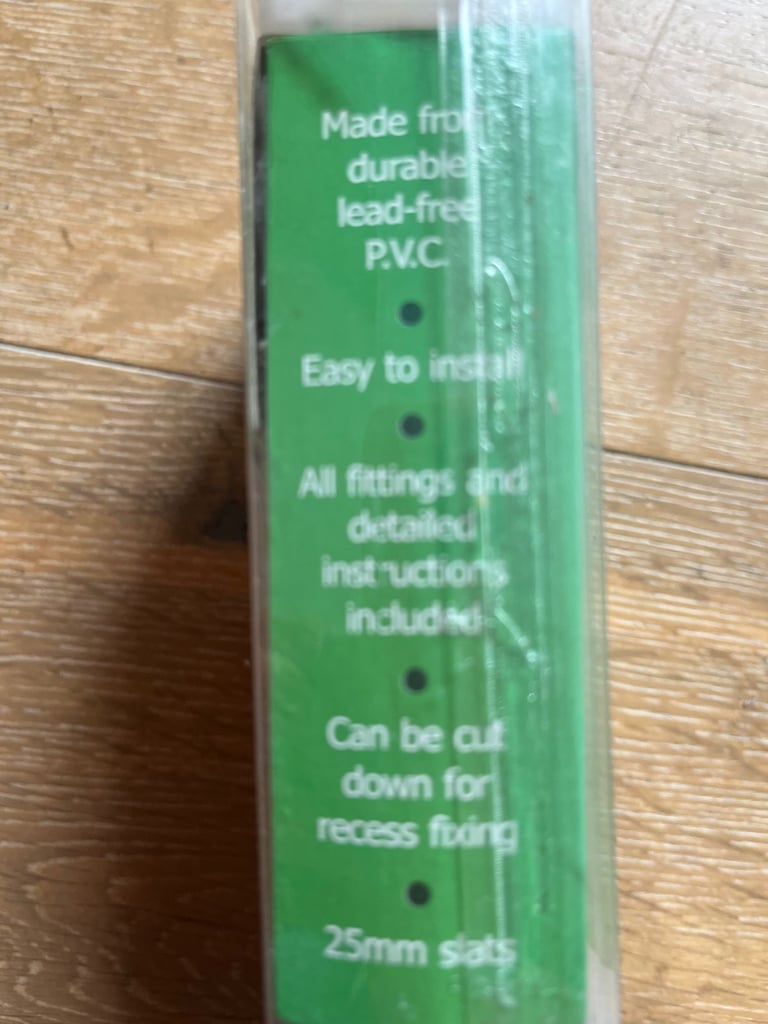 Made from
durable
lead-free
P.V.C.
Easy to install
All fittings and
detailed
instructions
included
Can be cut
down for
recess fixing
25mm slats